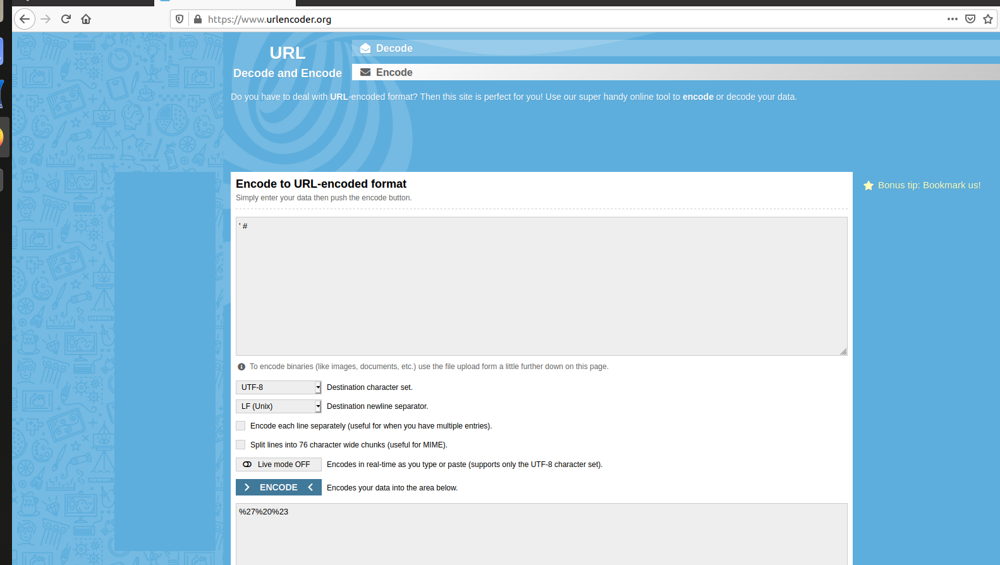 https://www.urlencoder.org
URL
Decode and Encode
Decode
Encode
Do you have to deal with URL-encoded format? Then this site is perfect for you! Use our super handy online tool to encode or decode your data.
Encode to URL-encoded format
Simply enter your data then push the encode button.
Bonus tip: Bookmark us!
' #
To encode binaries (like images, documents, etc.) use the file upload form a little further down on this page.
UTF-8 Destination character set.
LF (Unix) Destination newline separator.
Encode each line separately (useful for when you have multiple entries).
Split lines into 76 character wide chunks (useful for MIME).
Live mode OFF Encodes in real-time as you type or paste (supports only the UTF-8 character set).
> ENCODE < Encodes your data into the area below.
%27%20%23